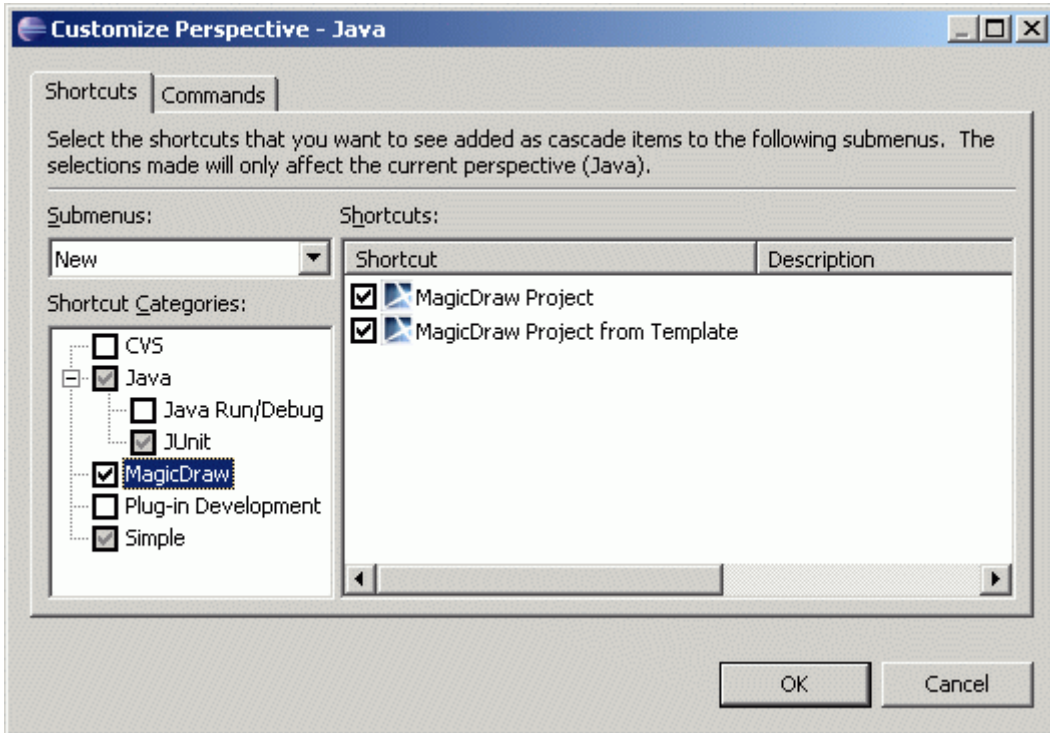 Customize Perspective - Java
Shortcuts
Commands
Select the shortcuts that you want to see added as cascade items to the following submenus. The
selections made will only affect the current perspective (Java).
Submenus:
Shortcuts:
New
Shortcut
Description
Shortcut Categories:
MagicDraw Project
MagicDraw Project from Template
CVS
Java
Java Run/Debug
JUnit
MagicDraw
Plug-in Development
Simple
OK
Cancel